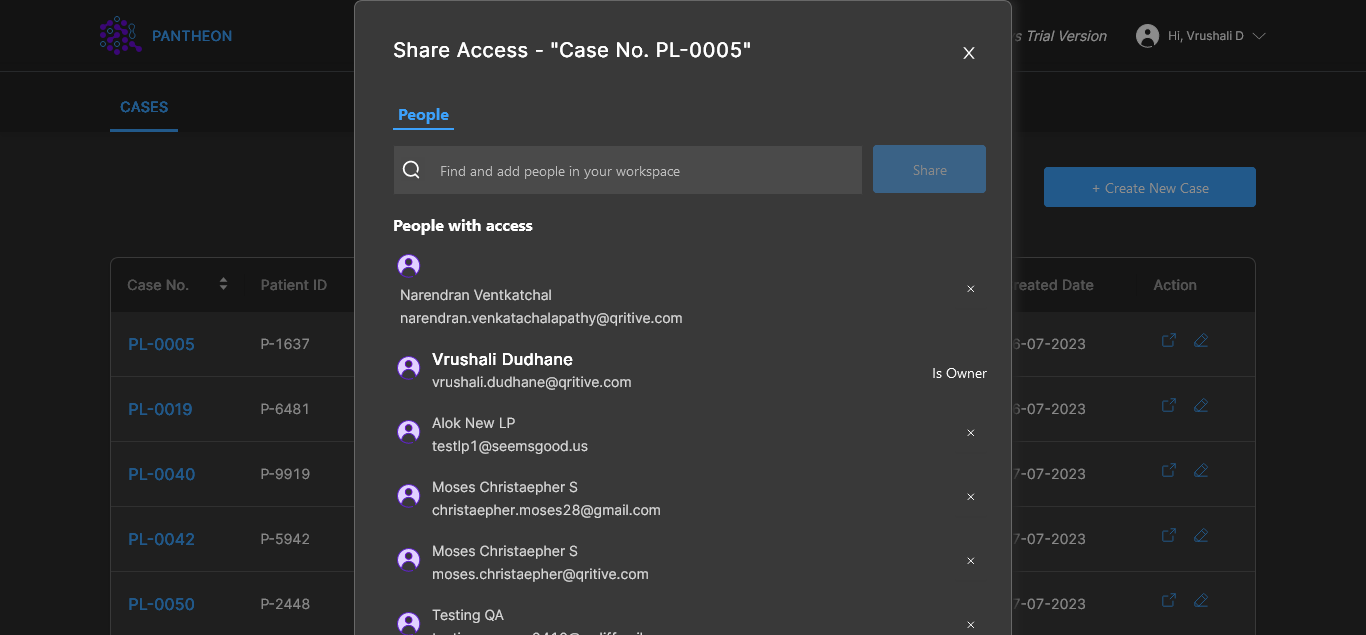 PANTHEON
s Trial Version
Hi, Vrushali D
CASES
+ Create New Case
Share Access - "Case No. PL-0005"
X
People
Find and add people in your workspace
Share
People with access
Narendran Ventkatchal
narendran.venkatachalapathy@qritive.com
Vrushali Dudhane
vrushali.dudhane@qritive.com
Is Owner
Alok New LP
testlp1@seemsgood.us
Moses Christaepher S
christaepher.moses28@gmail.com
Moses Christaepher S
moses.christaepher@qritive.com
Testing QA
Case No. Patient ID reated Date Action
PL-0005 P-1637 6-07-2023
PL-0019 P-6481 6-07-2023
PL-0040 P-9919 7-07-2023
PL-0042 P-5942 7-07-2023
PL-0050 P-2448 7-07-2023